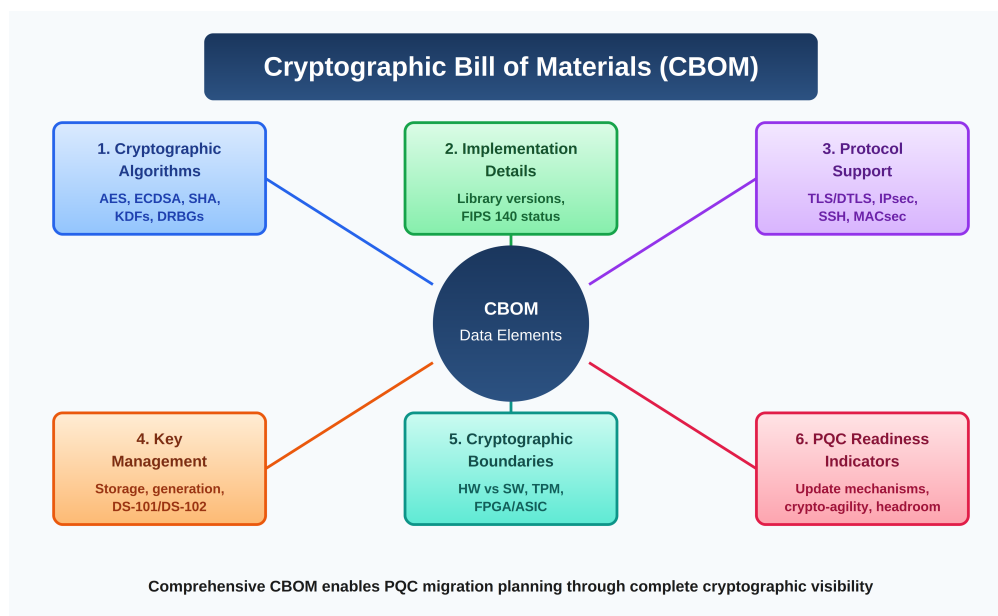 Cryptographic Bill of Materials (CBOM)
1. Cryptographic
Algorithms
AES, ECDSA, SHA,
KDFs, DRBGs
2. Implementation
Details
Library versions,
FIPS 140 status
3. Protocol
Support
TLS/DTLS, IPsec,
SSH, MACsec
CBOM
Data Elements
4. Key
Management
Storage, generation,
DS-101/DS-102
5. Cryptographic
Boundaries
HW vs SW, TPM,
FPGA/ASIC
6. PQC Readiness
Indicators
Update mechanisms,
crypto-agility, headroom
Comprehensive CBOM enables PQC migration planning through complete cryptographic visibility